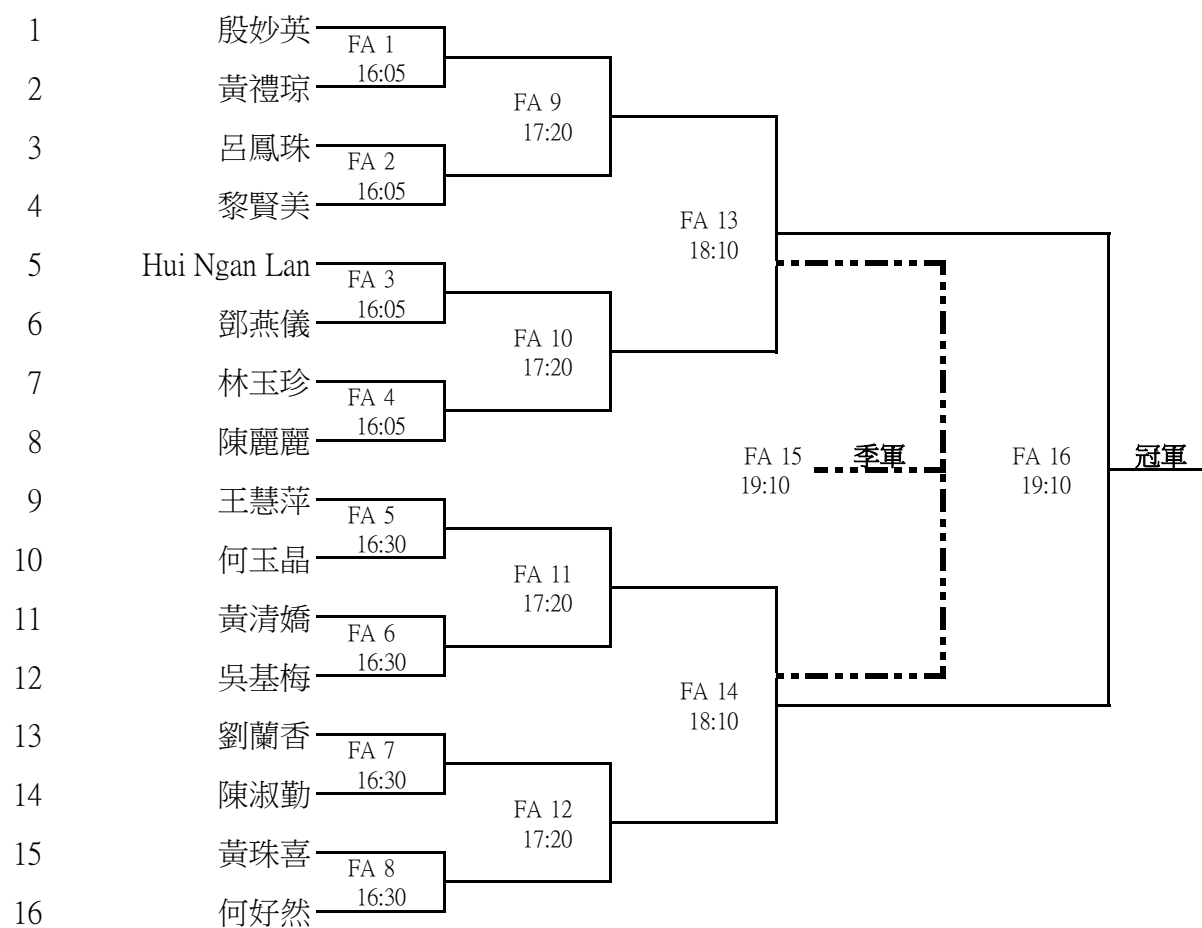 1 殷妙英
FA 1
16:05
2 黃禮琼
FA 9
17:20
3 呂鳳珠
FA 2
16:05
4 黎賢美
FA 13
18:10
5 Hui Ngan Lan
FA 3
16:05
6 鄧燕儀
FA 10
17:20
7 林玉珍
FA 4
16:05
8 陳麗麗
FA 15 季軍
19:10
FA 16 冠軍
19:10
9 王慧萍
FA 5
16:30
10 何玉晶
FA 11
17:20
11 黃清嬌
FA 6
16:30
12 吳基梅
FA 14
18:10
13 劉蘭香
FA 7
16:30
14 陳淑勤
FA 12
17:20
15 黃珠喜
FA 8
16:30
16 何好然